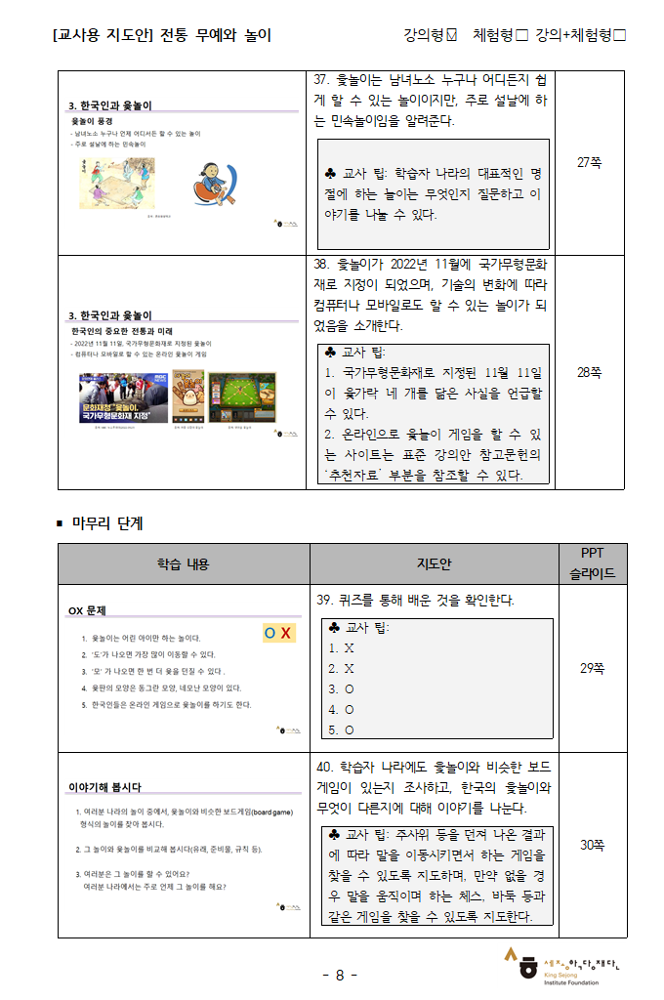 [교사용 지도안] 전통 무예와 놀이
강의형☑ 체험형□ 강의+체험형□
3. 한국인과 윷놀이
윷놀이 풍경
- 남녀노소 누구나 언제 어디서든 할 수 있는 놀이
- 주로 설날에 하는 민속놀이
37. 윷놀이는 남녀노소 누구나 어디든지 쉽
게 할 수 있는 놀이이지만, 주로 설날에 하
는 민속놀이임을 알려준다.
♣ 교사 팁: 학습자 나라의 대표적인 명
절에 하는 놀이는 무엇인지 질문하고 이
야기를 나눌 수 있다.
27쪽
3. 한국인과 윷놀이
한국인의 중요한 전통과 미래
- 2022년 11월 11일, 국가무형문화재로 지정된 윷놀이
- 컴퓨터나 모바일로 할 수 있는 온라인 윷놀이 게임
MBC
문화재청 "윷놀이,
국가무형문화재 지정"
38. 윷놀이가 2022년 11월에 국가무형문화
재로 지정이 되었으며, 기술의 변화에 따라
컴퓨터나 모바일로도 할 수 있는 놀이가 되
었음을 소개한다.
♣ 교사 팁:
1. 국가무형문화재로 지정된 11월 11일
이 윷가락 네 개를 닮은 사실을 언급할
수 있다.
2. 온라인으로 윷놀이 게임을 할 수 있
는 사이트는 표준 강의안 참고문헌의
‘추천자료’ 부분을 참조할 수 있다.
28쪽
▪ 마무리 단계
학습 내용
지도안
PPT
슬라이드
OX 문제
O X
1. 윷놀이는 어린 아이만 하는 놀이다.
2. '도'가 나오면 가장 많이 이동할 수 있다.
3. '모' 가 나오면 한 번 더 윷을 던질 수 있다 .
4. 윷판의 모양은 동그란 모양, 네모난 모양이 있다.
5. 한국인들은 온라인 게임으로 윷놀이를 하기도 한다.
39. 퀴즈를 통해 배운 것을 확인한다.
♣ 교사 팁:
1. X
2. X
3. O
4. O
5. O
29쪽
이야기해 봅시다
1. 여러분 나라의 놀이 중에서, 윷놀이와 비슷한 보드게임(board game)
형식의 놀이를 찾아 봅시다.
2. 그 놀이와 윷놀이를 비교해 봅시다(유래, 준비물, 규칙 등).
3. 여러분은 그 놀이를 할 수 있어요?
여러분 나라에서는 주로 언제 그 놀이를 해요?
40. 학습자 나라에도 윷놀이와 비슷한 보드
게임이 있는지 조사하고, 한국의 윷놀이와
무엇이 다른지에 대해 이야기를 나눈다.
♣ 교사 팁: 주사위 등을 던져 나온 결과
에 따라 말을 이동시키면서 하는 게임을
찾을 수 있도록 지도하며, 만약 없을 경
우 말을 움직이며 하는 체스, 바둑 등과
같은 게임을 찾을 수 있도록 지도한다.
30쪽
- 8 -
세종학당재단
King Sejong
Institute Foundation